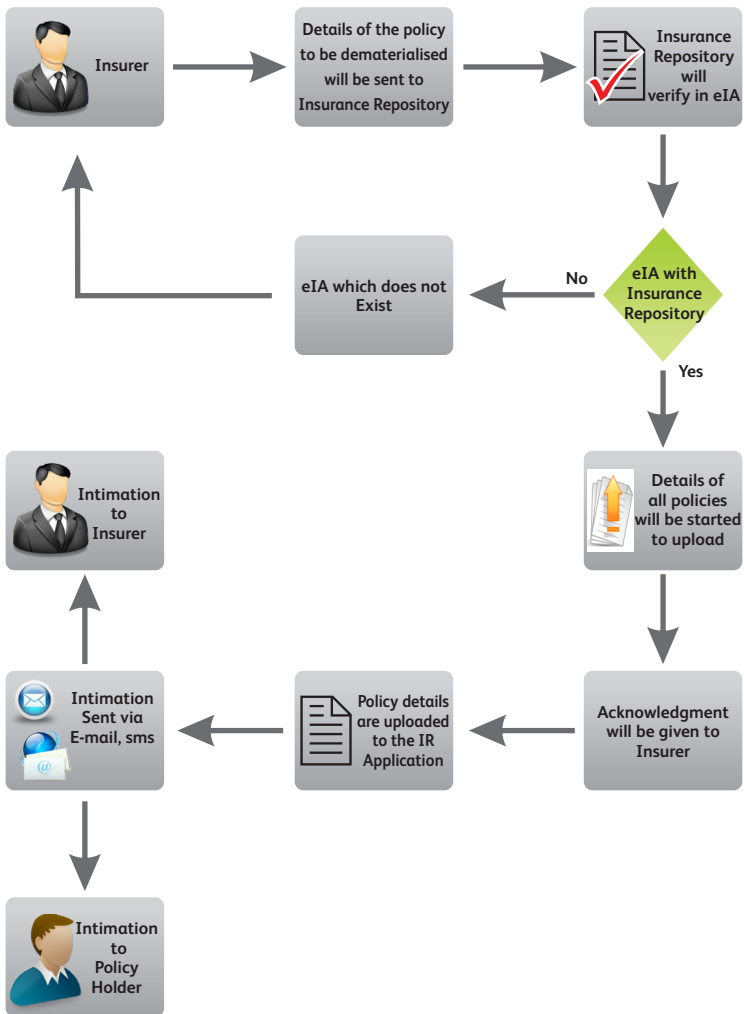 Insurer
Details of the policy
to be dematerialised
will be sent to
Insurance Repository
Insurance
Repository
will
verify in eIA
eIA with
Insurance
Repository
No
eIA which does not
Exist
Yes
Details of
all policies
will be started
to upload
Intimation
to
Insurer
Acknowledgment
will be given to
Insurer
Policy details
are uploaded
to the IR
Application
Intimation
Sent via
E-mail, sms
@
Intimation
to
Policy
Holder